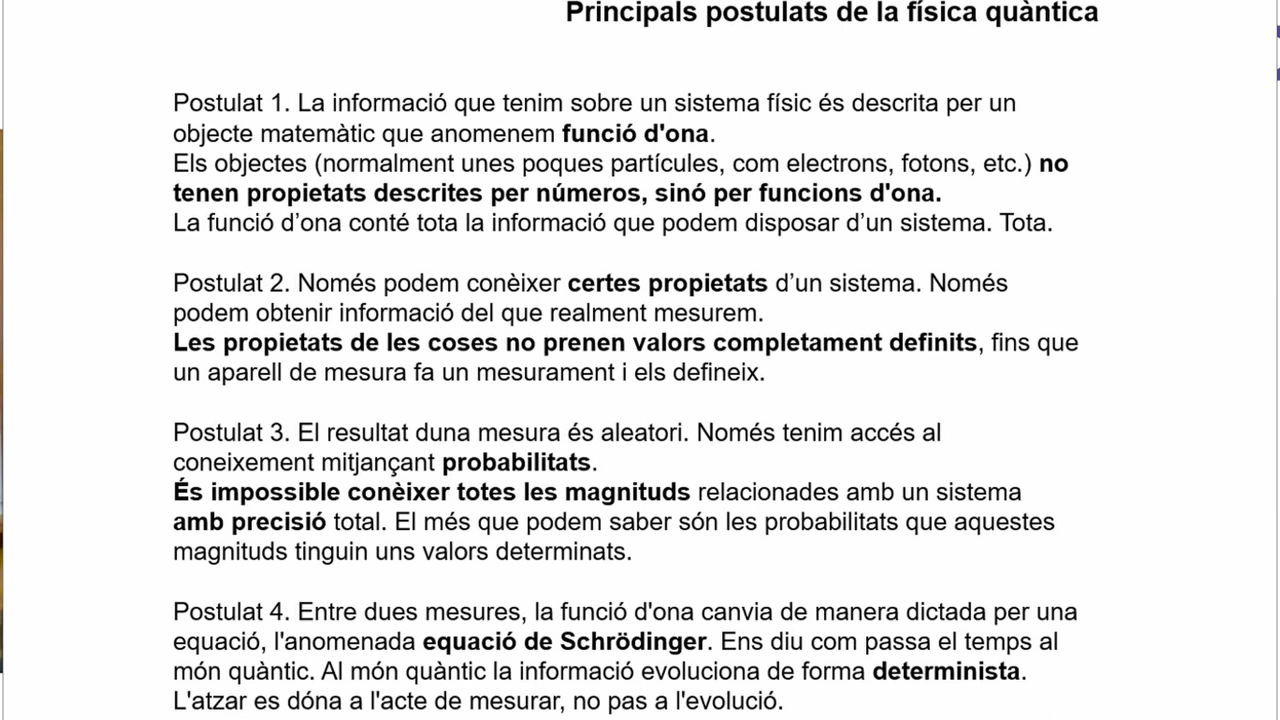 Principals postulats de la física quàntica
Postulat 1. La informació que tenim sobre un sistema físic és descrita per un
objecte matemàtic que anomenem funció d'ona.
Els objectes (normalment unes poques partícules, com electrons, fotons, etc.) no
tenen propietats descrites per números, sinó per funcions d'ona.
La funció d’ona conté tota la informació que podem disposar d’un sistema. Tota.
Postulat 2. Només podem conèixer certes propietats d’un sistema. Només
podem obtenir informació del que realment mesurem.
Les propietats de les coses no prenen valors completament definits, fins que
un aparell de mesura fa un mesurament i els defineix.
Postulat 3. El resultat duna mesura és aleatori. Només tenim accés al
coneixement mitjançant probabilitats.
És impossible conèixer totes les magnituds relacionades amb un sistema
amb precisió total. El més que podem saber són les probabilitats que aquestes
magnituds tinguin uns valors determinats.
Postulat 4. Entre dues mesures, la funció d'ona canvia de manera dictada per una
equació, l'anomenada equació de Schrödinger. Ens diu com passa el temps al
món quàntic. Al món quàntic la informació evoluciona de forma determinista.
L'atzar es dóna a l'acte de mesurar, no pas a l'evolució.